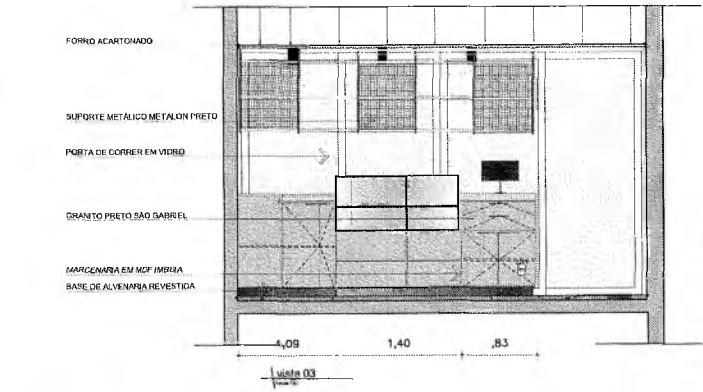 FORRO ACARTONADO
SUPORTE METÁLICO METALON PRETO
PORTA DE CORRER EM VIDRO
GRANITO PRETO SÃO GABRIEL
MARCENARIA EM MDF IMBUIA
BASE DE ALVENARIA REVESTIDA
1,09 1,40 ,83
vista 03